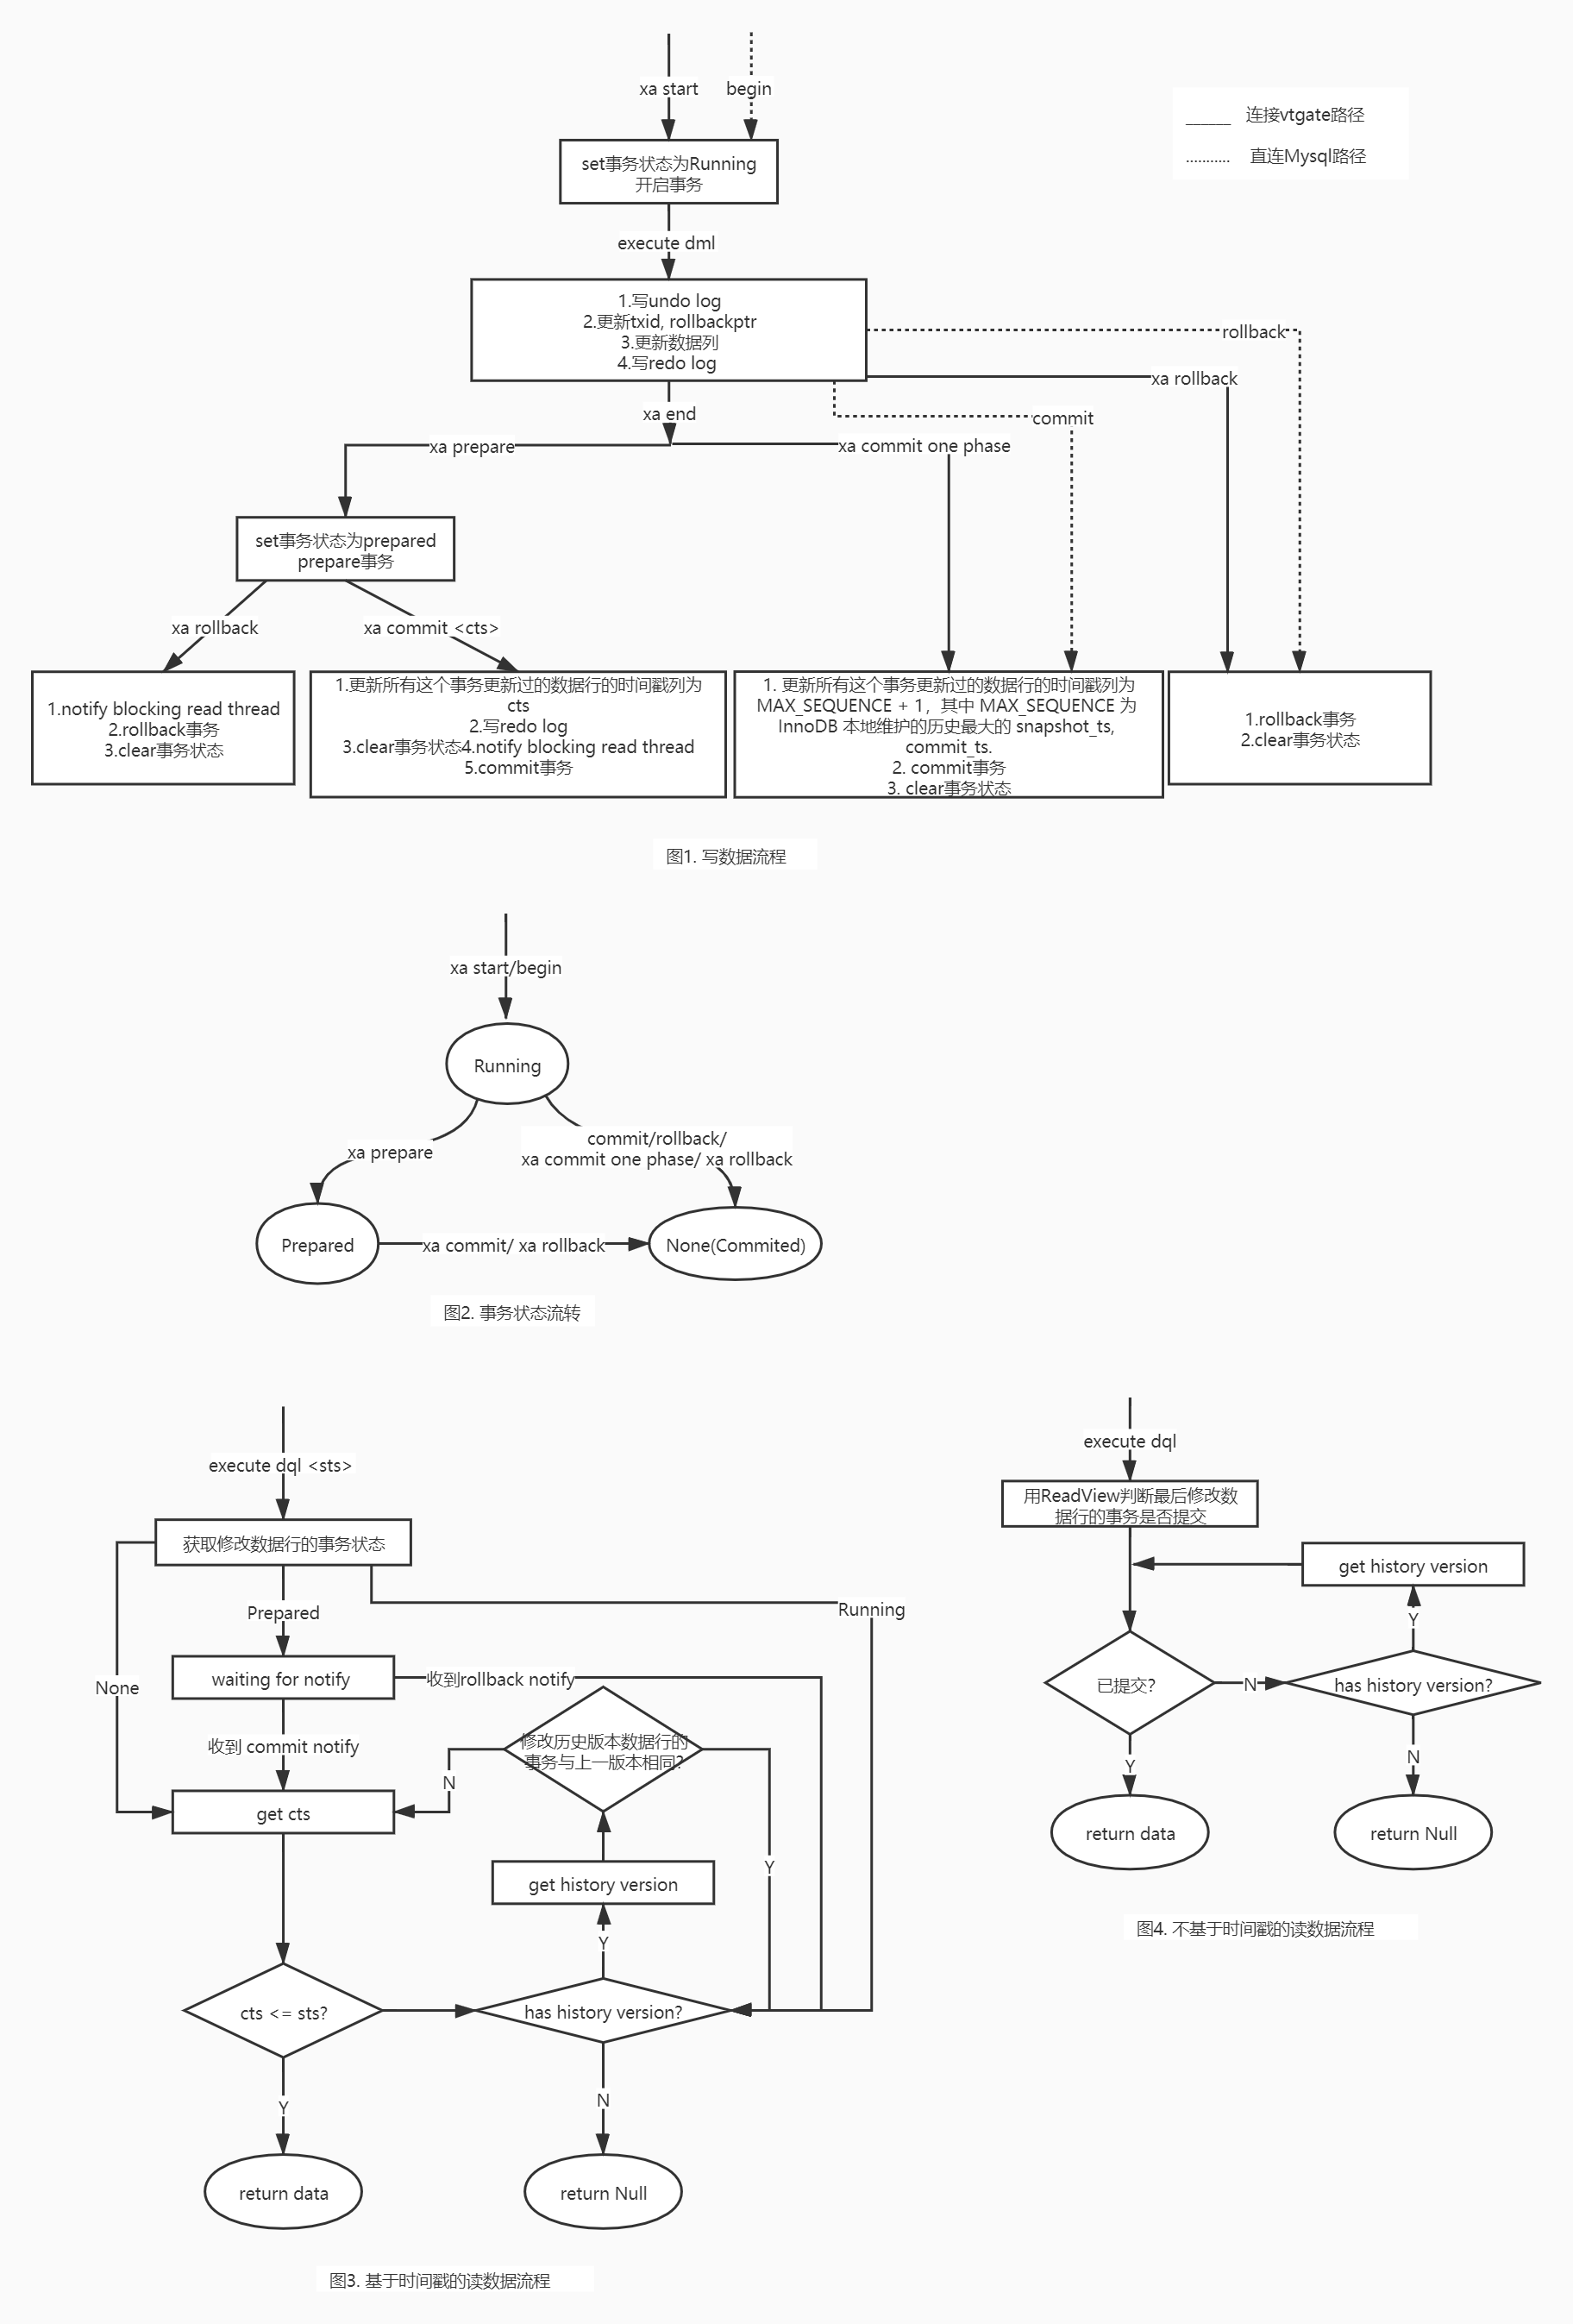 xa start
begin
______ 连接vtgate路径
........... 直连Mysql路径
set事务状态为Running
开启事务
execute dml
1.写undo log
2.更新txid, rollbackptr
3.更新数据列
4.写redo log
rollback
xa rollback
xa end
commit
xa prepare
xa commit one phase
set事务状态为prepared
prepare事务
xa rollback
xa commit <cts>
1.notify blocking read thread
2.rollback事务
3.clear事务状态
1.更新所有这个事务更新过的数据行的时间戳列为
cts
2.写redo log
3.clear事务状态4.notify blocking read thread
5.commit事务
1. 更新所有这个事务更新过的数据行的时间戳列为
MAX_SEQUENCE + 1，其中 MAX_SEQUENCE 为
InnoDB 本地维护的历史最大的 snapshot_ts,
commit_ts.
2. commit事务
3. clear事务状态
1.rollback事务
2.clear事务状态
图1. 写数据流程
xa start/begin
Running
xa prepare
commit/rollback/
xa commit one phase/ xa rollback
Prepared
xa commit/ xa rollback
None(Commited)
图2. 事务状态流转
execute dql <sts>
获取修改数据行的事务状态
Prepared
Running
None
waiting for notify
收到rollback notify
收到 commit notify
修改历史版本数据行的
事务与上一版本相同?
N
get cts
Y
get history version
Y
cts <= sts?
has history version?
Y
N
return data
return Null
图3. 基于时间戳的读数据流程
execute dql
用ReadView判断最后修改数
据行的事务是否提交
get history version
Y
已提交?
N
has history version?
Y
N
return data
return Null
图4. 不基于时间戳的读数据流程